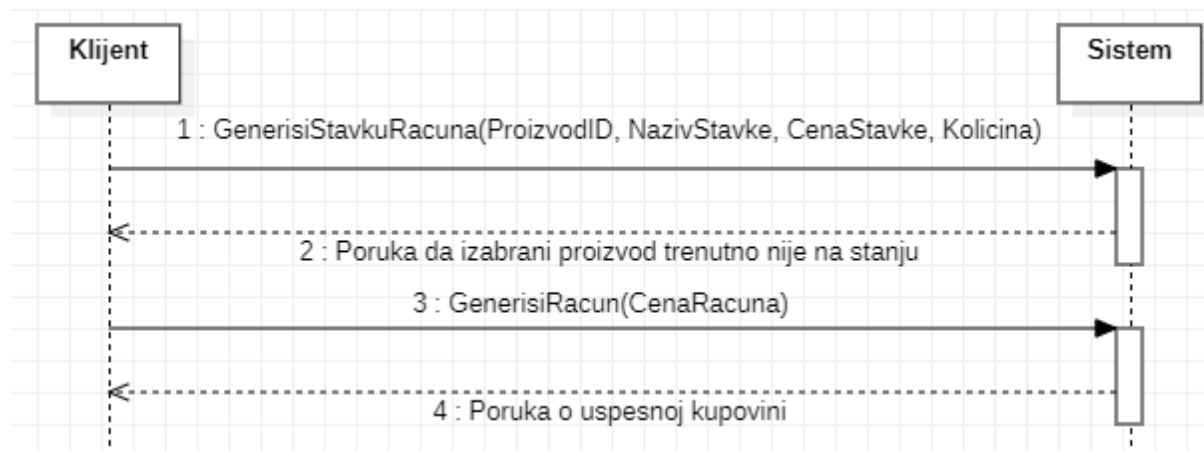 Klijent
Sistem
1 : GenerisiStavkuRacuna(ProizvodID, NazivStavke, CenaStavke, Kolicina)
2 : Poruka da izabrani proizvod trenutno nije na stanju
3 : GenerisiRacun(CenaRacuna)
4 : Poruka o uspesnoj kupovini